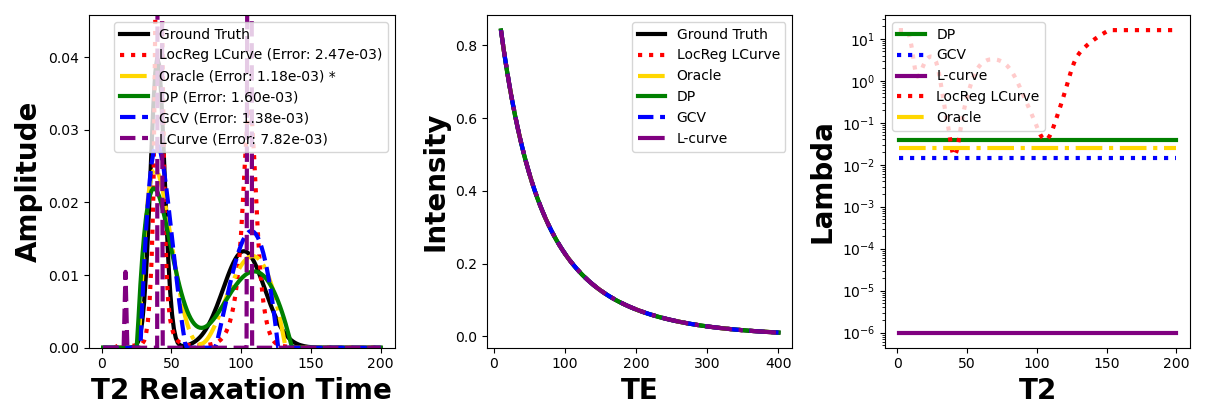 Amplitude
0.04
0.03
0.02
0.01
0.00
0
50
100
150
200
T2 Relaxation Time
Ground Truth
LocReg LCurve (Error: 2.47e-03)
Oracle (Error: 1.18e-03) *
DP (Error: 1.60e-03)
GCV (Error: 1.38e-03)
LCurve (Error: 7.82e-03)
Intensity
0.8
0.6
0.4
0.2
0.0
0
100
200
300
400
TE
Ground Truth
LocReg LCurve
Oracle
DP
GCV
L-curve
Lambda
10¹
10⁰
10⁻¹
10⁻²
10⁻³
10⁻⁴
10⁻⁵
10⁻⁶
0
50
100
150
200
T2
DP
GCV
L-curve
LocReg LCurve
Oracle